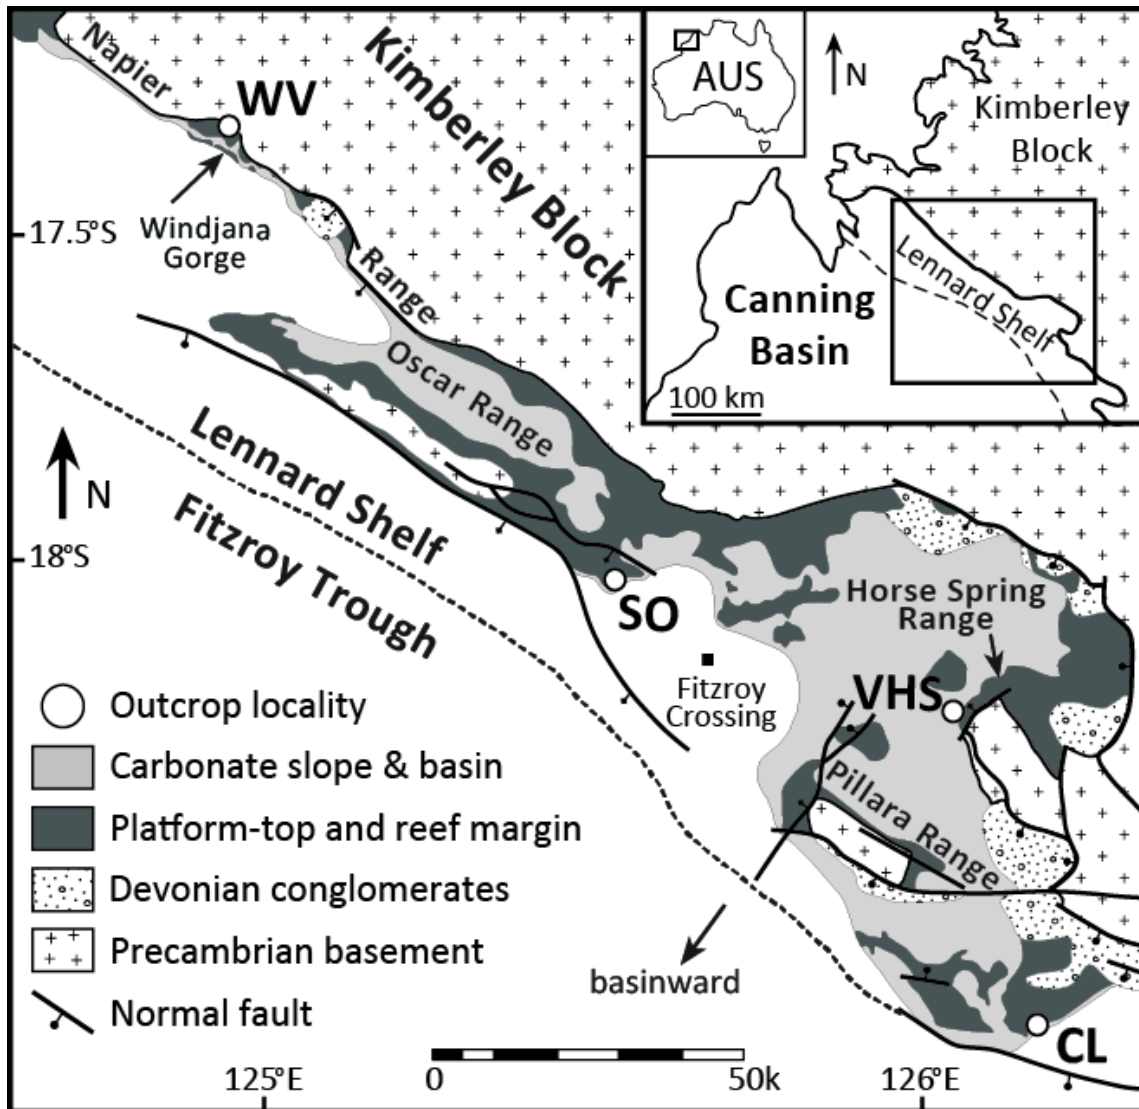 Napier
WV
Kimberley Block
AUS
N
Kimberley
Block
Windjana
Gorge
17.5°S
Range
Lennard Shelf
Canning
Basin
100 km
Oscar Range
Lennard Shelf
N
Fitzroy Trough
18°S
SO
Horse Spring
Range
Fitzroy
Crossing
VHS
Outcrop locality
Carbonate slope & basin
Platform-top and reef margin
Devonian conglomerates
Precambrian basement
Normal fault
Pillara Range
basinward
CL
0
50k
125°E
126°E